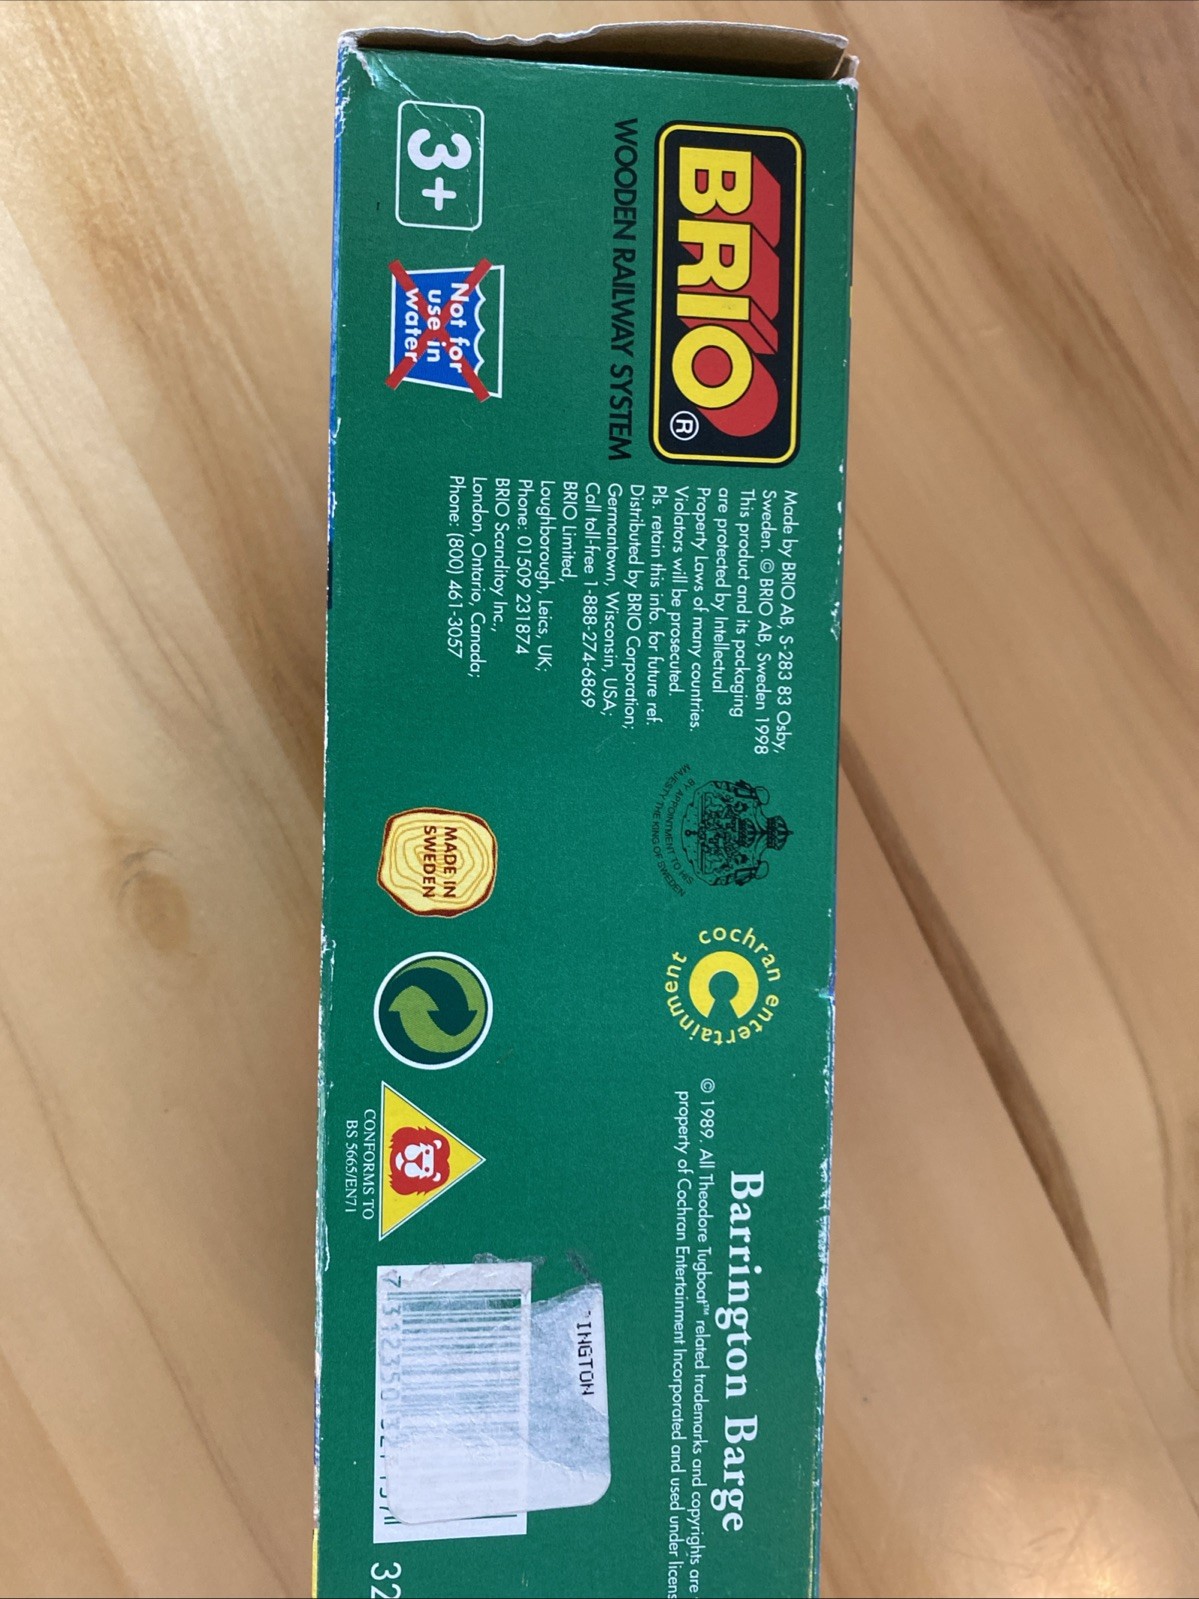 BRIO®
WOODEN RAILWAY SYSTEM
3+
Not for
use in
water
Made by BRIO AB, S-283 83 Osby,
Sweden. © BRIO AB, Sweden 1998
This product and its packaging
are protected by Intellectual
Property Laws of many countries.
Violators will be prosecuted.
Pls. retain this info. for future ref.
Distributed by BRIO Corporation;
Germantown, Wisconsin, USA;
Call toll-free 1-888-274-6869
BRIO Limited,
Loughborough, Leics, UK;
Phone: 01509 231874
BRIO Scanditoy Inc.,
London, Ontario, Canada;
Phone: (800) 461-3057
BY APPOINTMENT TO HIS
MAJESTY THE KING OF SWEDEN
MADE IN
SWEDEN
cochran entertainment
C
CONFORMS TO
BS 5665/EN71
Barrington Barge
© 1989. All Theodore Tugboat™ related trademarks and copyrights are
property of Cochran Entertainment Incorporated and used under licens
INGTON
7 312350
32